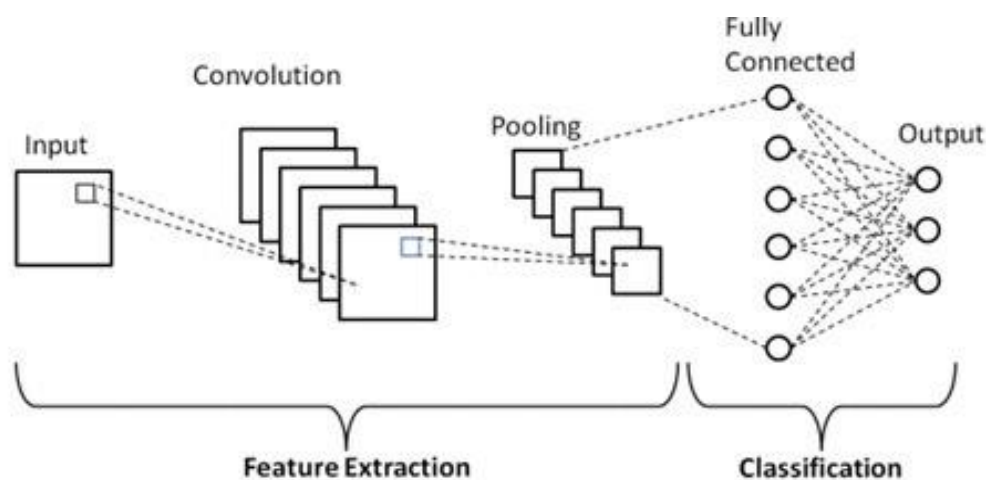 Fully
Connected
Convolution
Pooling
Output
Input
Feature Extraction
Classification